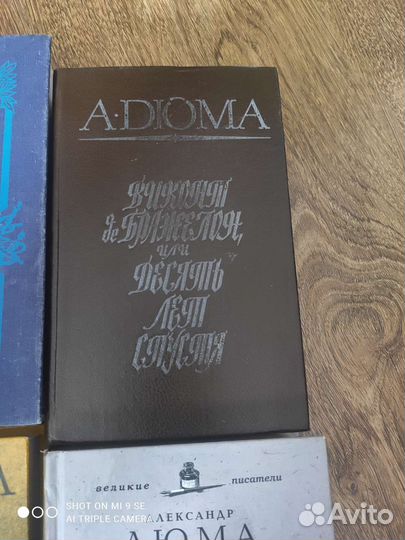 А·ДЮМА
ВИКОНТ
де БРАЖЕЛОН,
или
ДЕСЯТЬ
ЛЕТ
СПУСТЯ
великие писатели
АЛЕКСАНДР
ДЮМА
SHOT ON MI 9 SE
AI TRIPLE CAMERA
Avito